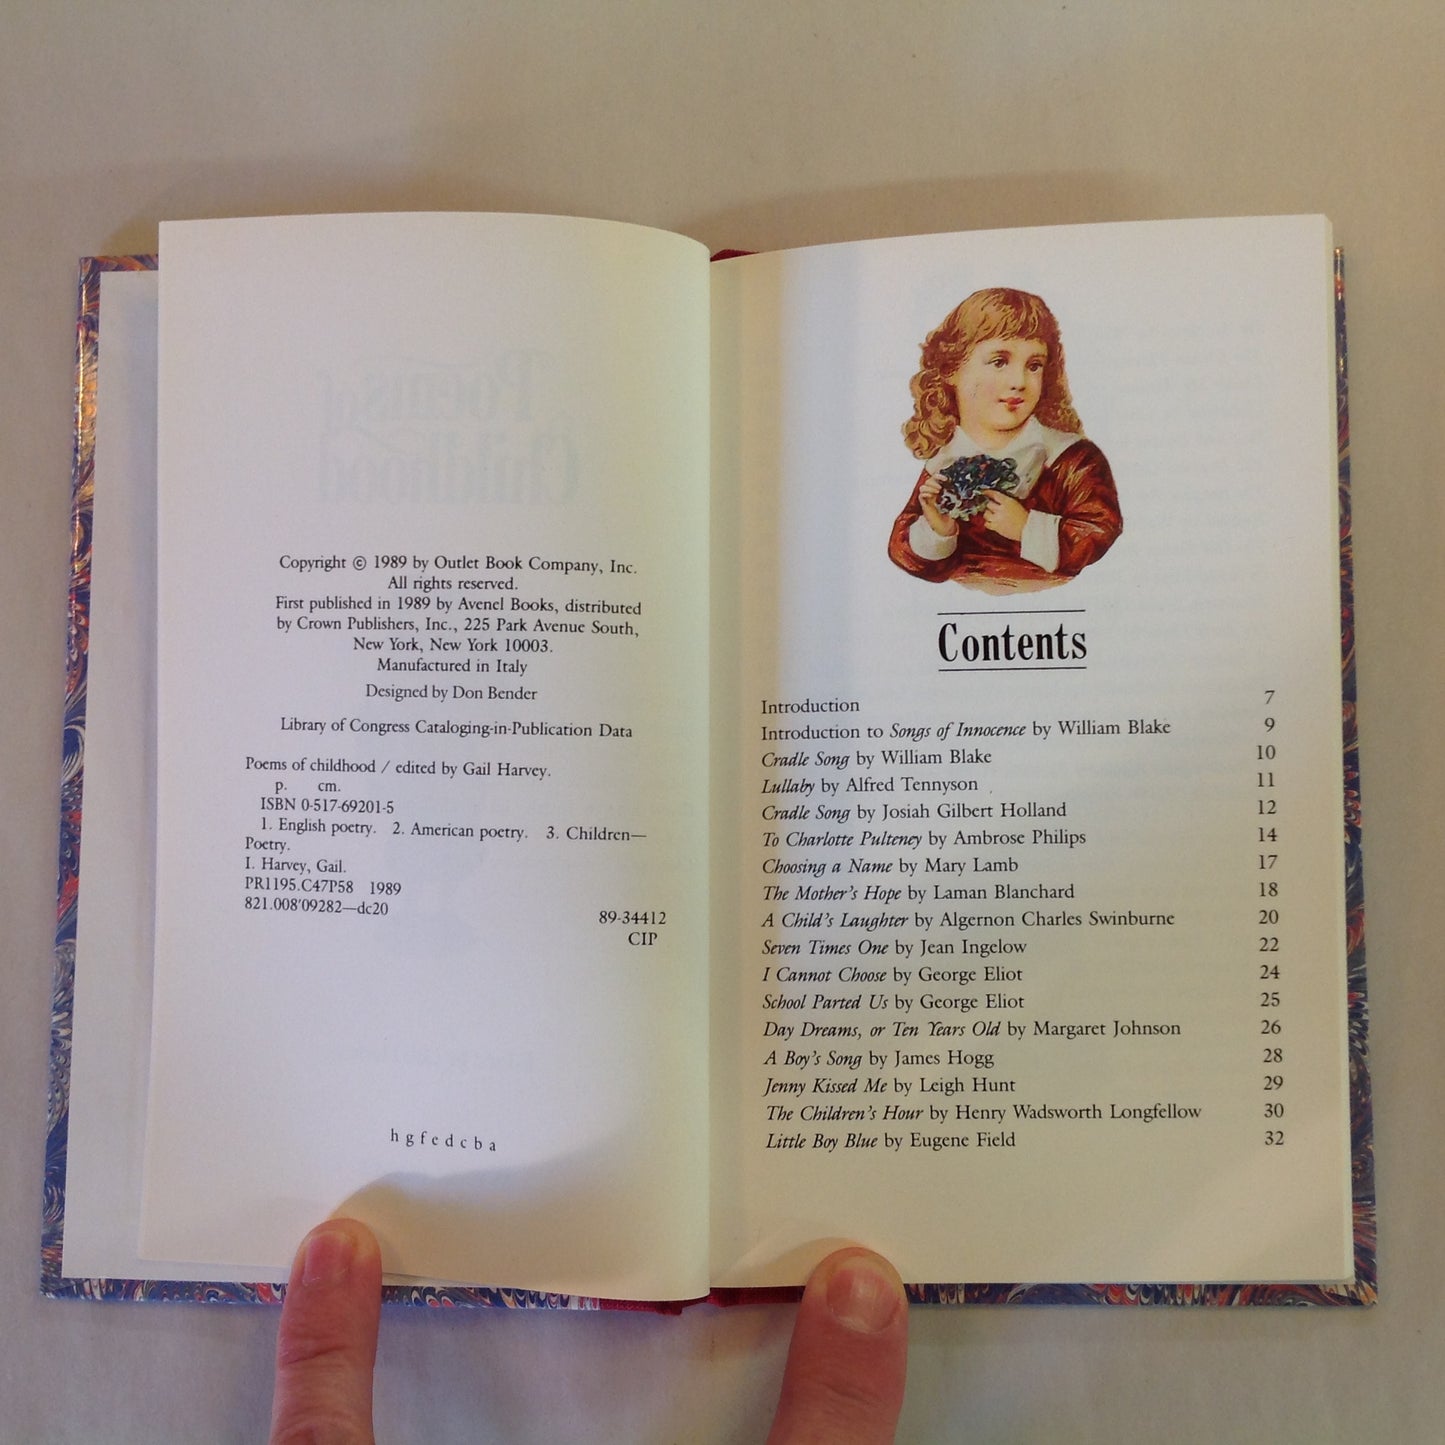 Copyright © 1989 by Outlet Book Company, Inc.
All rights reserved.
First published in 1989 by Avenel Books, distributed
by Crown Publishers, Inc., 225 Park Avenue South,
New York, New York 10003.
Manufactured in Italy
Designed by Don Bender
Library of Congress Cataloging-in-Publication Data
Poems of childhood / edited by Gail Harvey.
p. cm.
ISBN 0-517-69201-5
1. English poetry. 2. American poetry. 3. Children—
Poetry.
I. Harvey, Gail.
PR1195.C47P58 1989
821.008'09282—dc20
89-34412
CIP
h g f e d c b a
Contents
Introduction 7
Introduction to Songs of Innocence by William Blake 9
Cradle Song by William Blake 10
Lullaby by Alfred Tennyson 11
Cradle Song by Josiah Gilbert Holland 12
To Charlotte Pulteney by Ambrose Philips 14
Choosing a Name by Mary Lamb 17
The Mother's Hope by Laman Blanchard 18
A Child's Laughter by Algernon Charles Swinburne 20
Seven Times One by Jean Ingelow 22
I Cannot Choose by George Eliot 24
School Parted Us by George Eliot 25
Day Dreams, or Ten Years Old by Margaret Johnson 26
A Boy's Song by James Hogg 28
Jenny Kissed Me by Leigh Hunt 29
The Children's Hour by Henry Wadsworth Longfellow 30
Little Boy Blue by Eugene Field 32